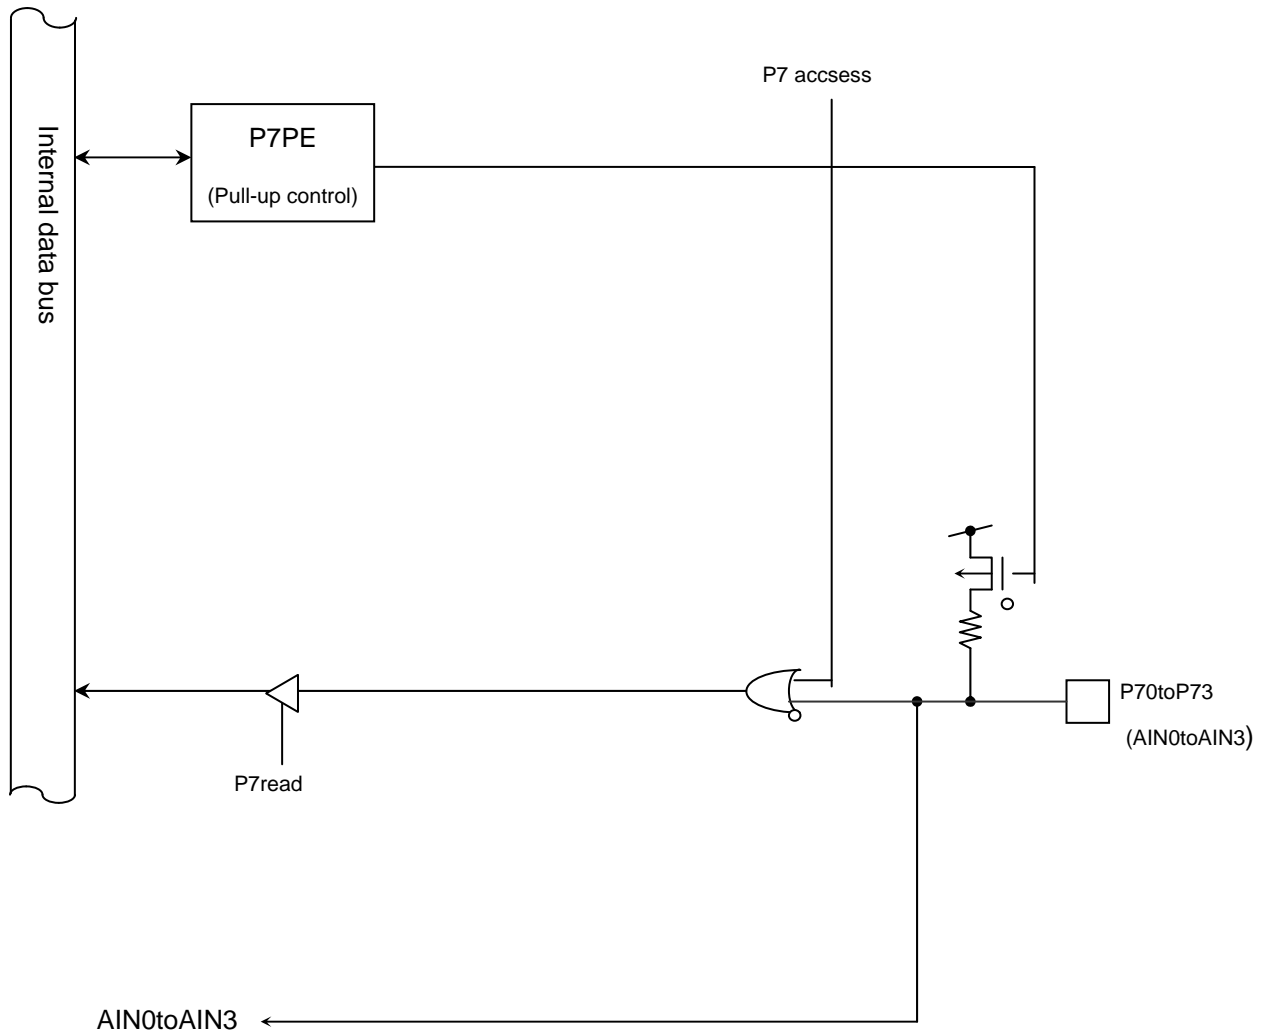 P7 accsess
Internal data bus
P7PE
(Pull-up control)
P70toP73
(AIN0toAIN3)
P7read
AIN0toAIN3